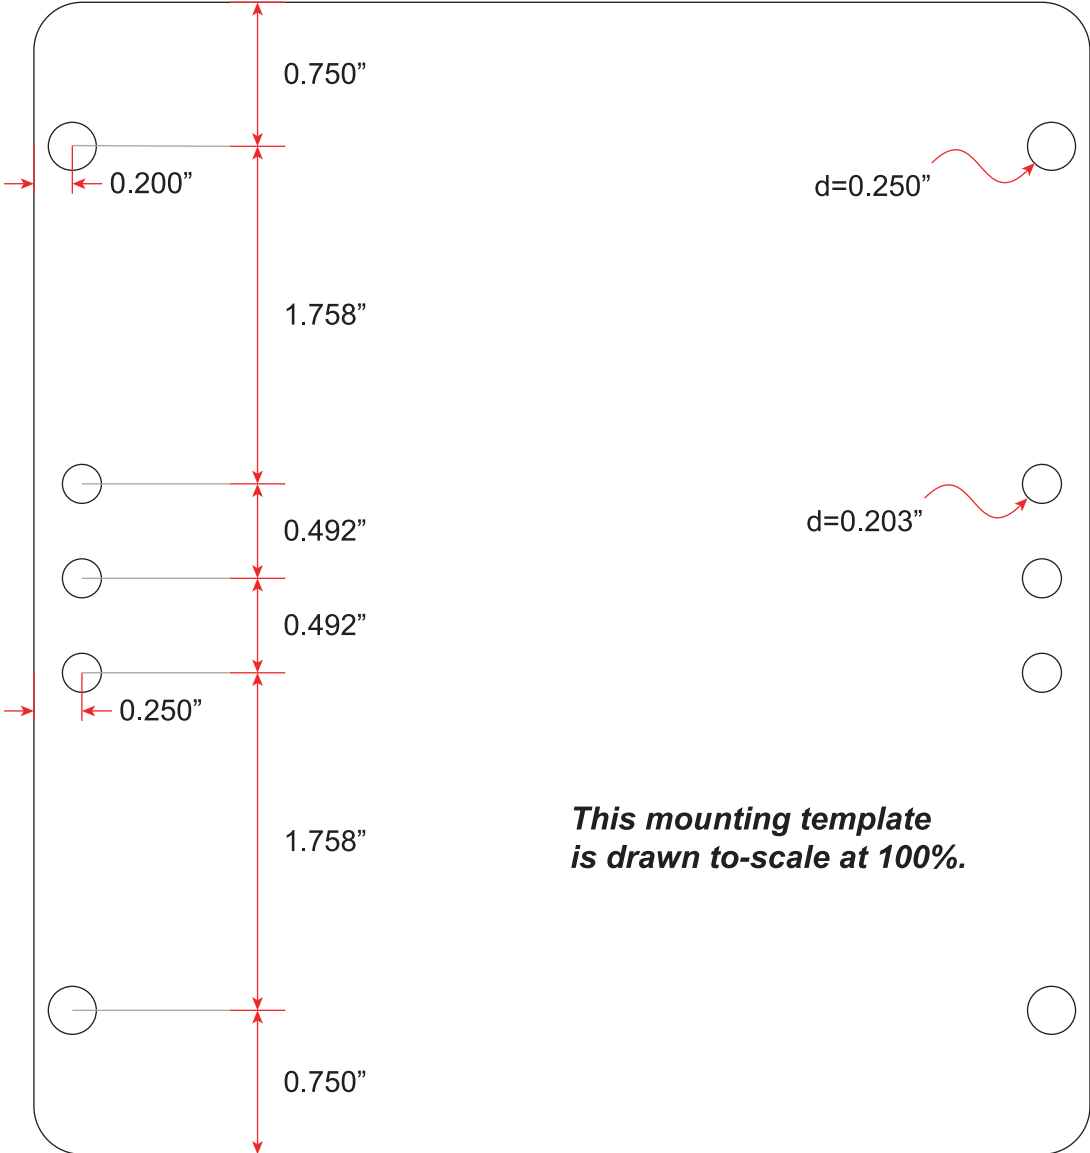 0.750”
0.200”
d=0.250”
1.758”
0.492”
d=0.203”
0.492”
0.250”
This mounting template
is drawn to-scale at 100%.
1.758”
0.750”